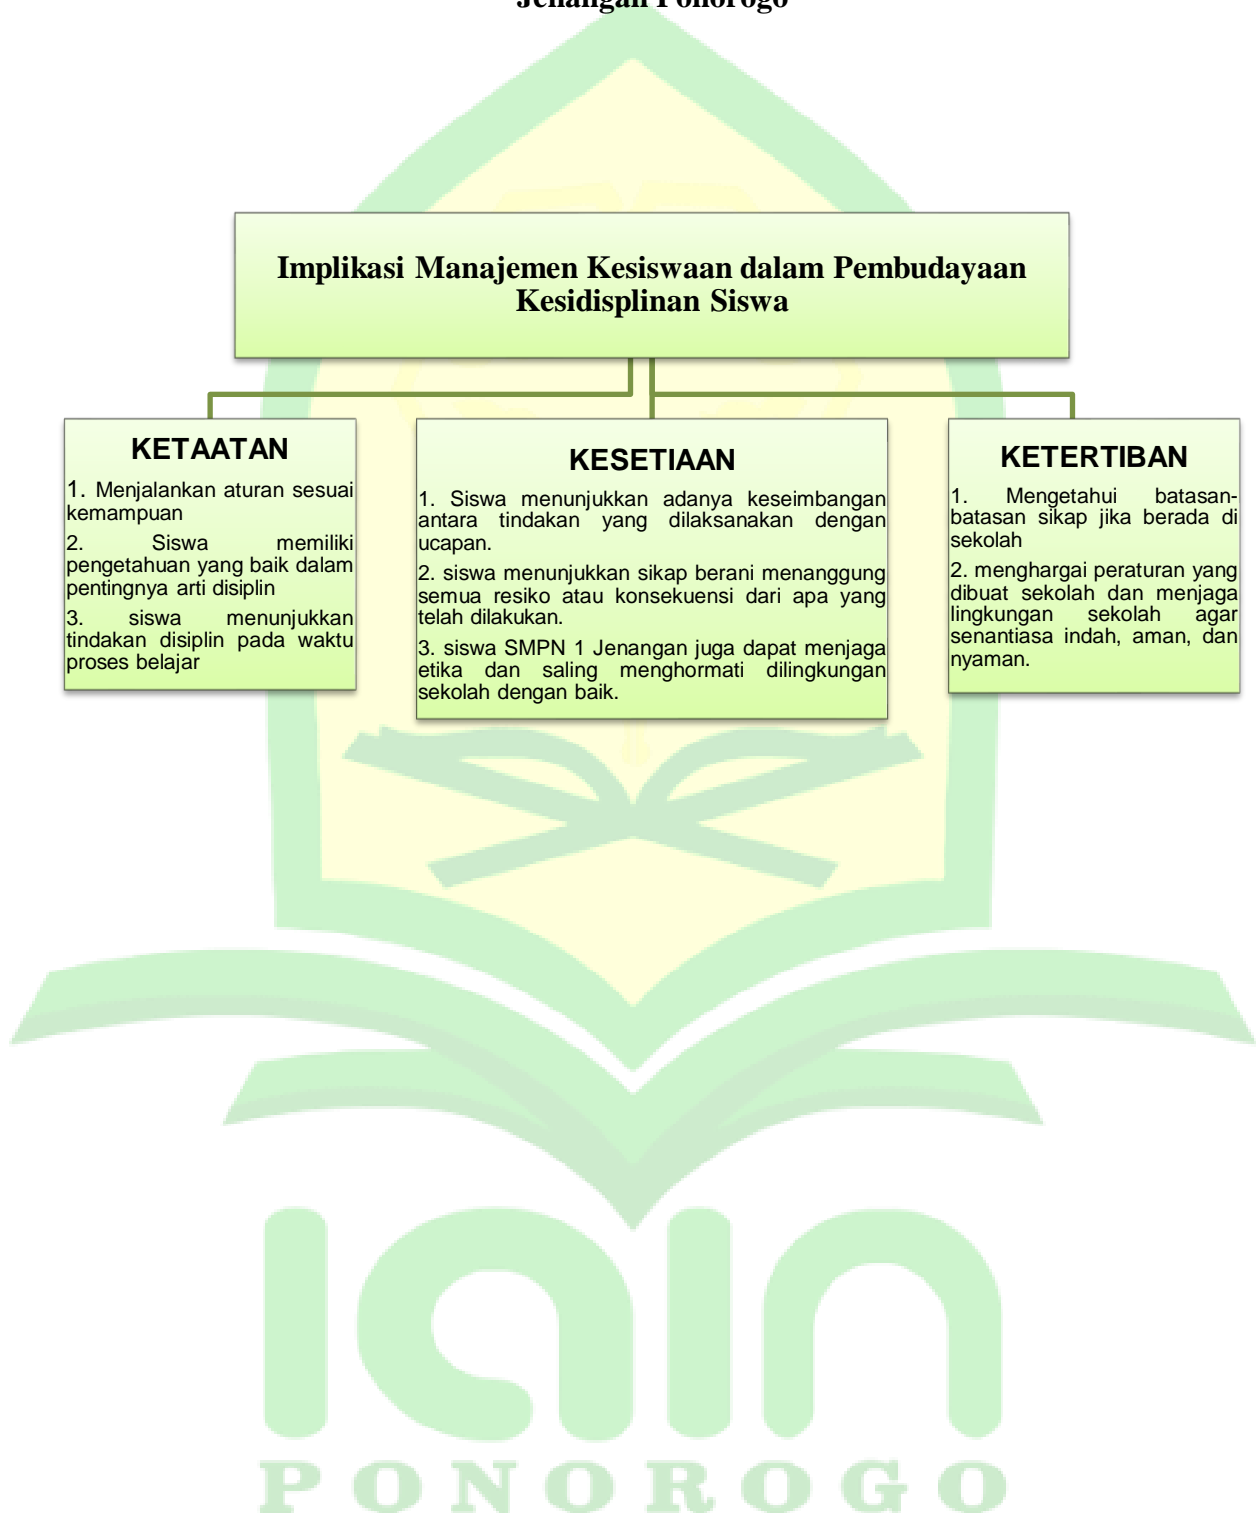 Jenangan Ponorogo
Implikasi Manajemen Kesiswaan dalam Pembudayaan
Kesidisplinan Siswa
KETAATAN
1. Menjalankan aturan sesuai
kemampuan
2. Siswa memiliki
pengetahuan yang baik dalam
pentingnya arti disiplin
3. siswa menunjukkan
tindakan disiplin pada waktu
proses belajar
KESETIAAN
1. Siswa menunjukkan adanya keseimbangan
antara tindakan yang dilaksanakan dengan
ucapan.
2. siswa menunjukkan sikap berani menanggung
semua resiko atau konsekuensi dari apa yang
telah dilakukan.
3. siswa SMPN 1 Jenangan juga dapat menjaga
etika dan saling menghormati dilingkungan
sekolah dengan baik.
KETERTIBAN
1. Mengetahui batasan-
batasan sikap jika berada di
sekolah
2. menghargai peraturan yang
dibuat sekolah dan menjaga
lingkungan sekolah agar
senantiasa indah, aman, dan
nyaman.
iain
PONOROGO